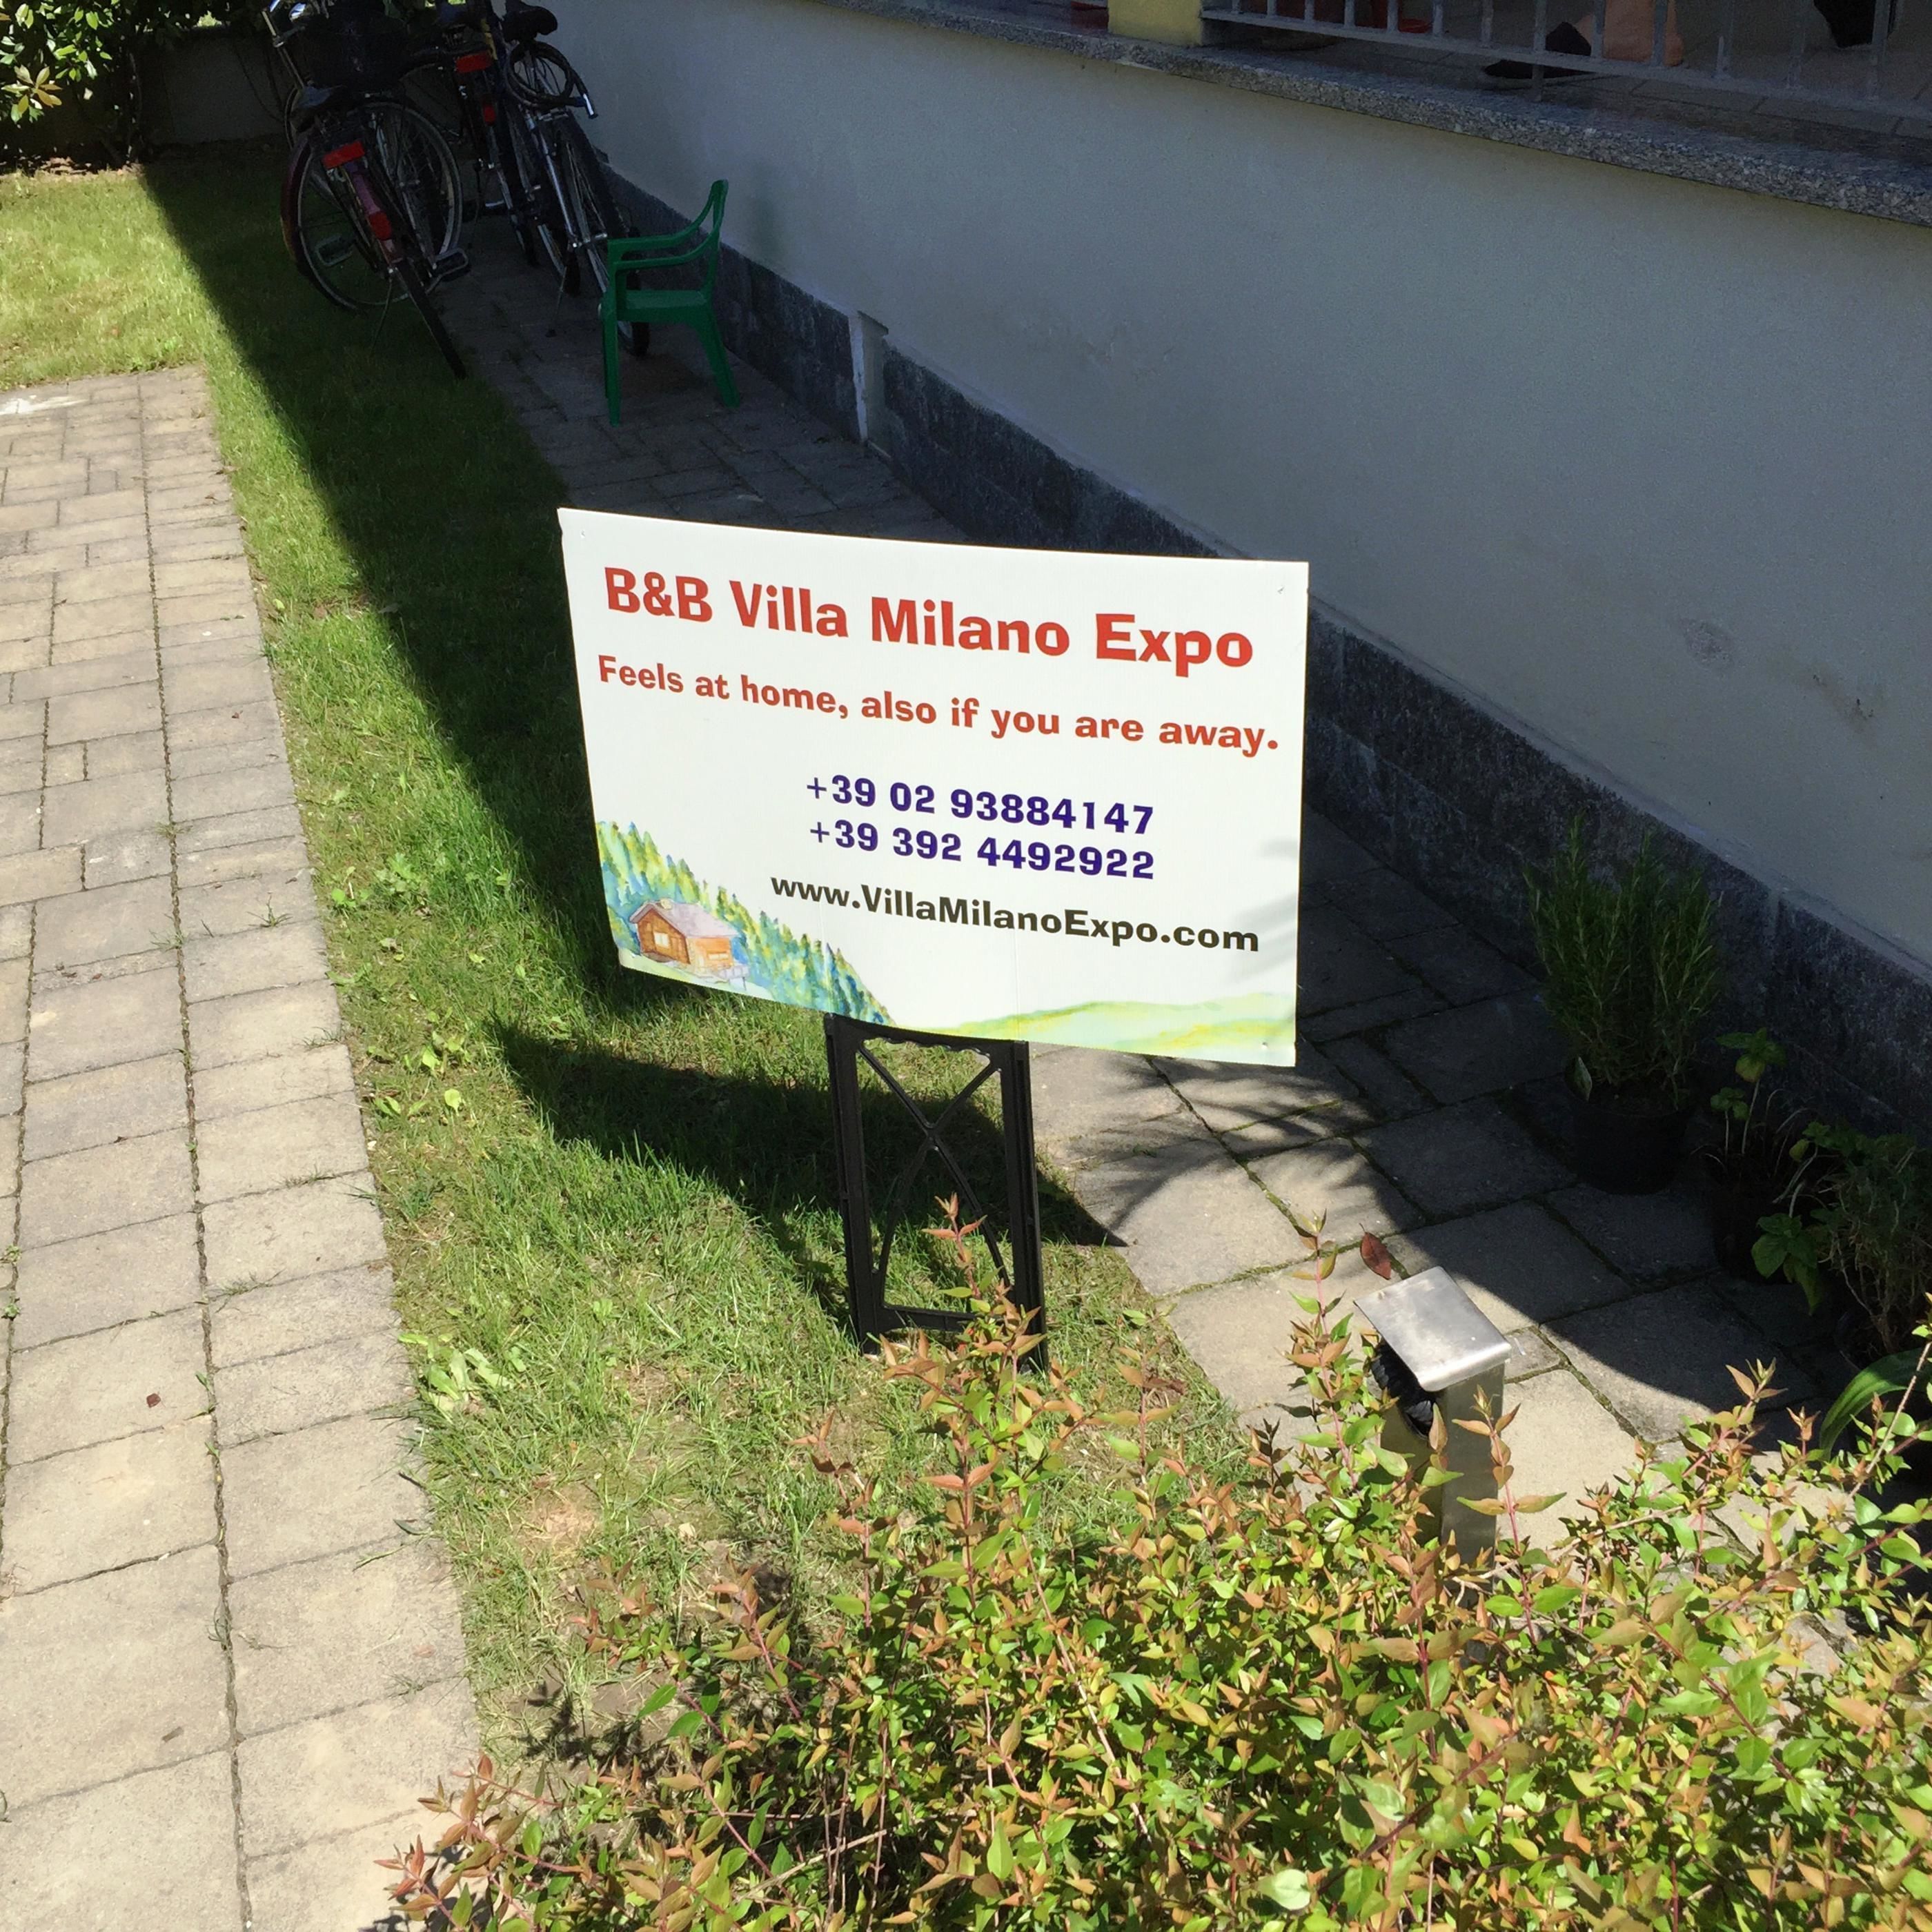 B&B Villa Milano Expo
Feels at home, also if you are away.
+39 02 93884147
+39 392 4492922
www.VillaMilanoExpo.com